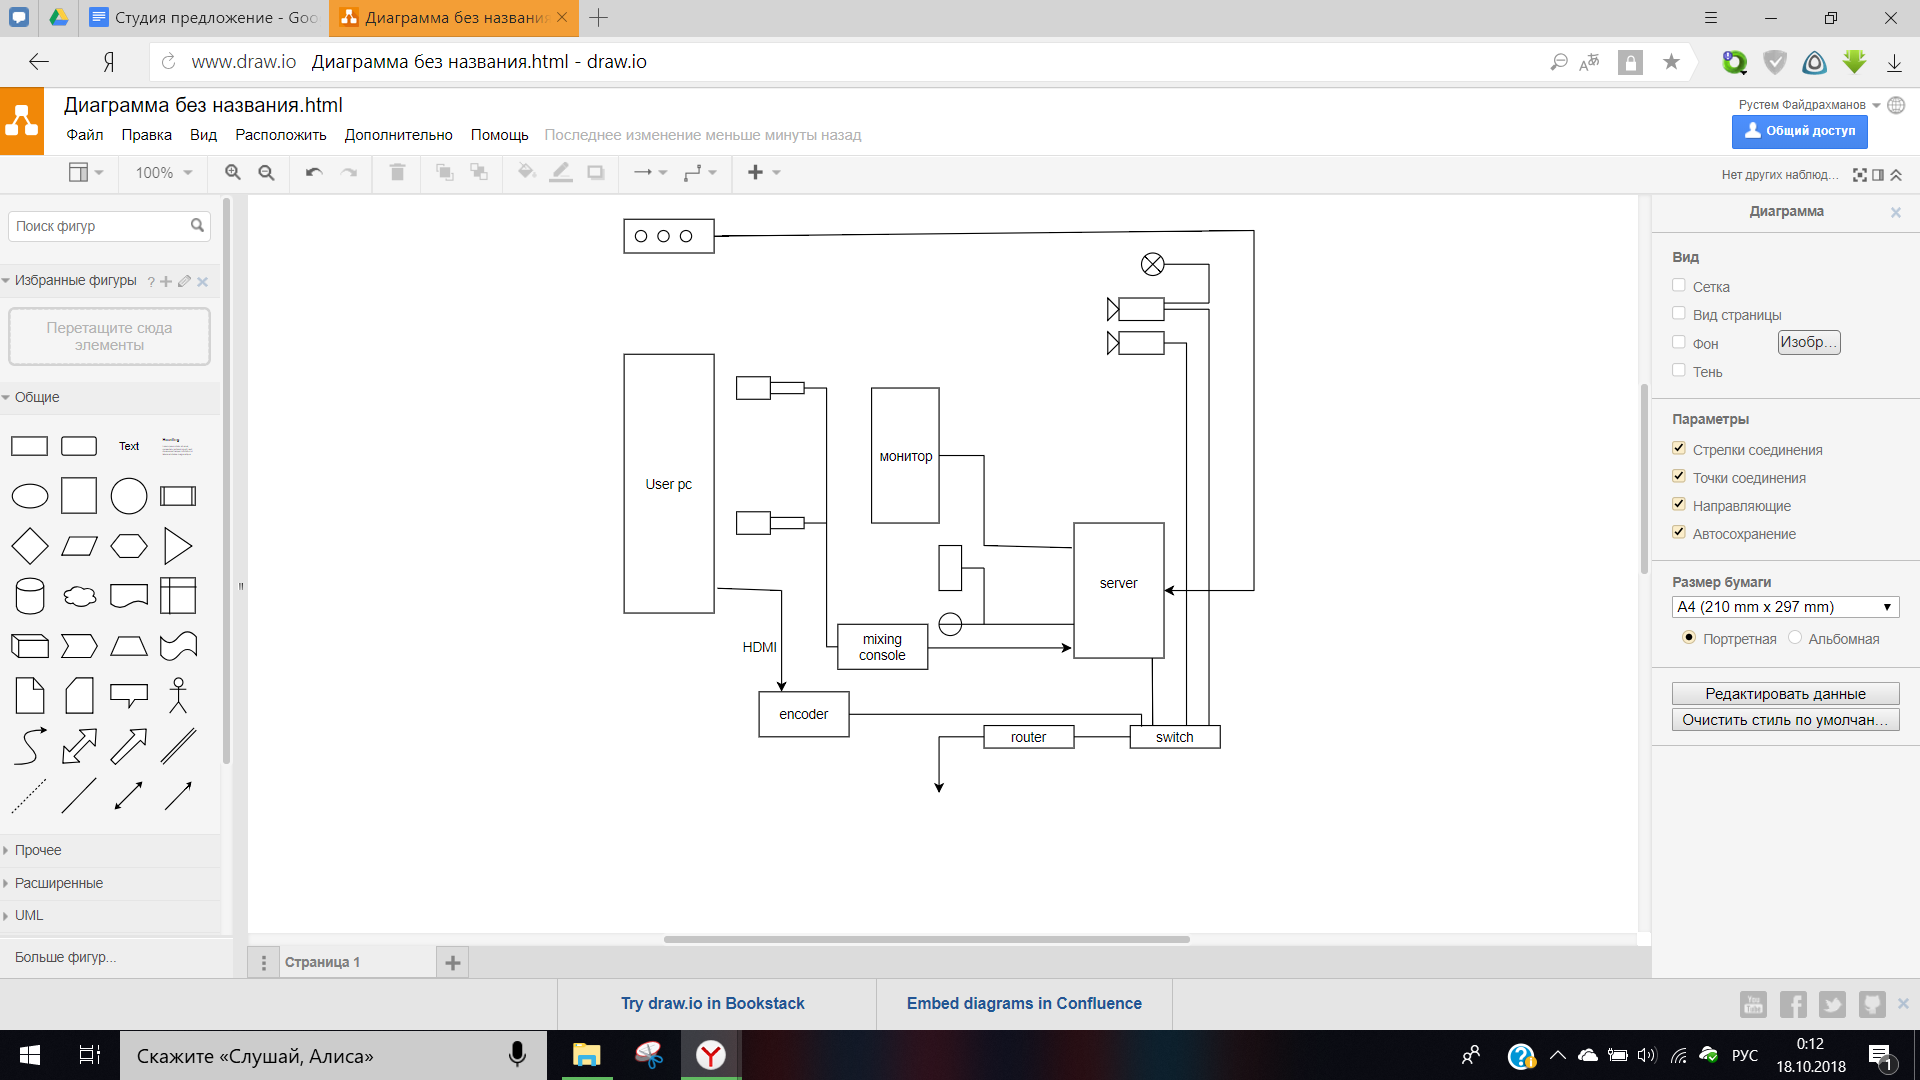 Студия предложение - Goo
Диаграмма без названия
www.draw.io Диаграмма без названия.html - draw.io
Диаграмма без названия.html
Рустем Файдрахманов
Файл Правка Вид Расположить Дополнительно Помощь Последнее изменение меньше минуты назад
Общий доступ
100%
Нет других наблюд...
Поиск фигур
Избранные фигуры ?
Перетащите сюда
элементы
Общие
Text
Прочее
Расширенные
UML
Больше фигур...
User pc
монитор
server
mixing
console
HDMI
encoder
router
switch
Диаграмма
Вид
Сетка
Вид страницы
Фон Изобр...
Тень
Параметры
Стрелки соединения
Точки соединения
Направляющие
Автосохранение
Размер бумаги
A4 (210 mm x 297 mm)
Портретная Альбомная
Редактировать данные
Очистить стиль по умолчан...
Страница 1
Try draw.io in Bookstack Embed diagrams in Confluence
You
Tube
Скажите «Слушай, Алиса»
РУС
0:12
18.10.2018
1